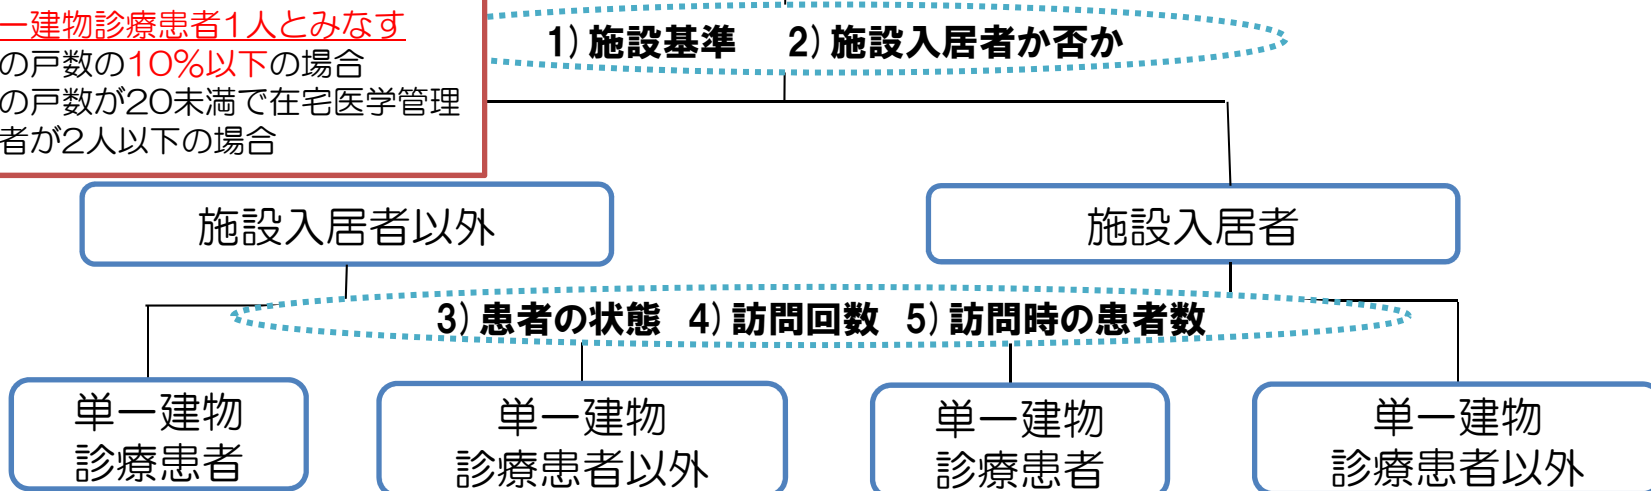 一建物診療患者1人とみなす
の戸数の10%以下の場合
の戸数が20未満で在宅医学管理
者が2人以下の場合
1)施設基準 2)施設入居者か否か
施設入居者以外
施設入居者
3)患者の状態 4)訪問回数 5)訪問時の患者数
単一建物
診療患者
単一建物
診療患者以外
単一建物
診療患者
単一建物
診療患者以外